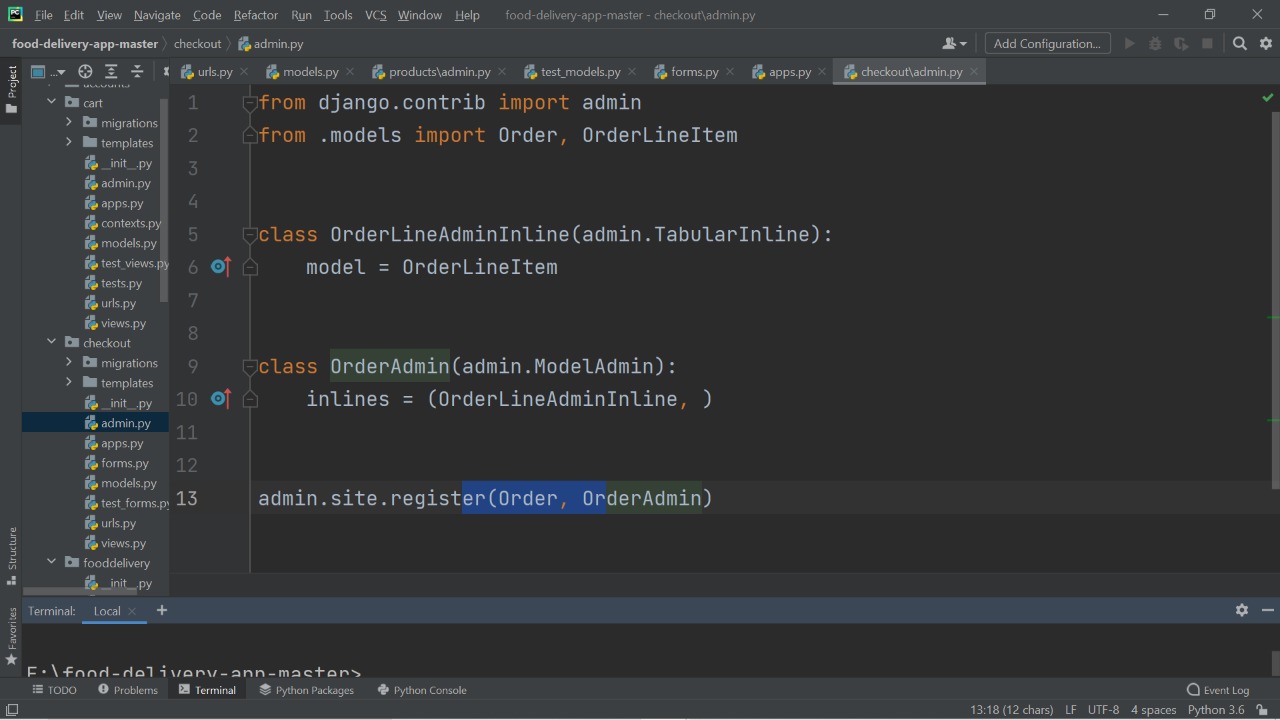 File Edit View Navigate Code Refactor Run Tools VCS Window Help food-delivery-app-master - checkout\admin.py
food-delivery-app-master checkout admin.py Add Configuration...
Project
... urls.py models.py products\admin.py test_models.py forms.py apps.py checkout\admin.py
accounts
cart
migrations
templates
__init__.py
admin.py
apps.py
contexts.py
models.py
test_views.py
tests.py
urls.py
views.py
checkout
migrations
templates
__init__.py
admin.py
apps.py
forms.py
models.py
test_forms.py
urls.py
views.py
fooddelivery
__init__.py
1 from django.contrib import admin
2 from .models import Order, OrderLineItem
3
4
5 class OrderLineAdminInline(admin.TabularInline):
6     model = OrderLineItem
7
8
9 class OrderAdmin(admin.ModelAdmin):
10     inlines = (OrderLineAdminInline, )
11
12
13 admin.site.register(Order, OrderAdmin)
Structure
Favorites
Terminal: Local +
E:\food-delivery-app-master>
TODO Problems Terminal Python Packages Python Console Event Log
13:18 (12 chars) LF UTF-8 4 spaces Python 3.6